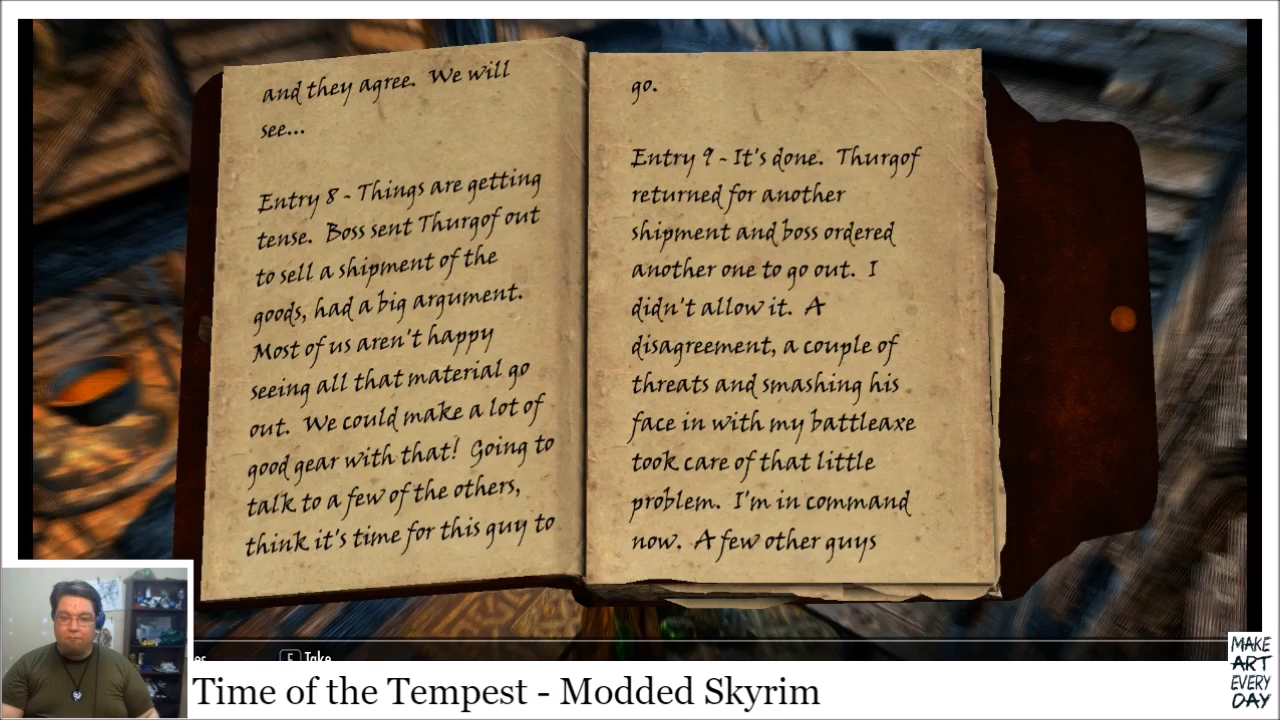 and they agree. We will
see...
Entry 8 - Things are getting
tense. Boss sent Thurgof out
to sell a shipment of the
goods, had a big argument.
Most of us aren't happy
seeing all that material go
out. We could make a lot of
good gear with that! Going to
talk to a few of the others,
think it's time for this guy to
go.
Entry 9 - It's done. Thurgof
returned for another
shipment and boss ordered
another one to go out. I
didn't allow it. A
disagreement, a couple of
threats and smashing his
face in with my battleaxe
took care of that little
problem. I'm in command
now. A few other guys
E Take
Time of the Tempest - Modded Skyrim
MAKE
ART
EVERY
DAY